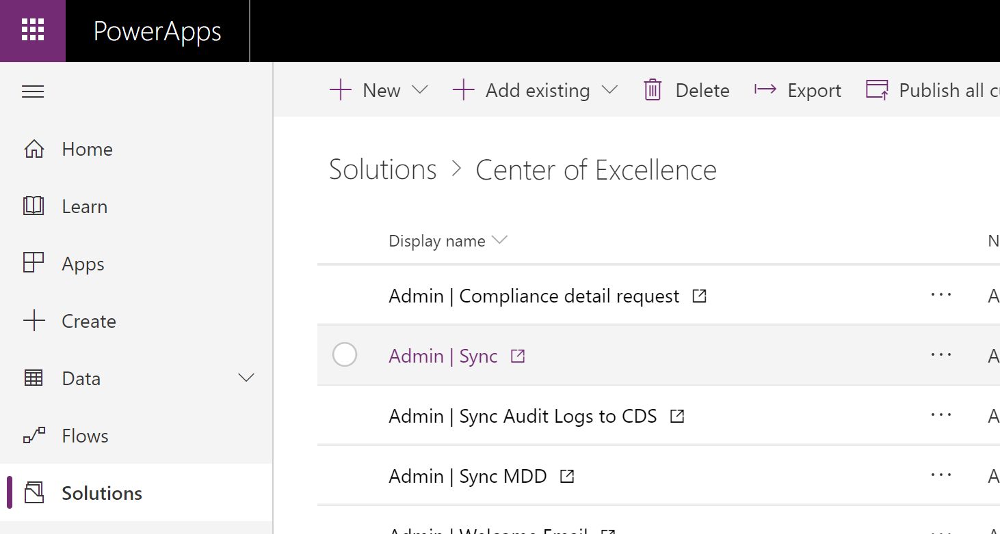 PowerApps
New
Add existing
Delete
Export
Publish all
Home
Learn
Apps
Create
Data
Flows
Solutions
Solutions > Center of Excellence
Display name
Admin | Compliance detail request
Admin | Sync
Admin | Sync Audit Logs to CDS
Admin | Sync MDD
Admin | Welcome Email